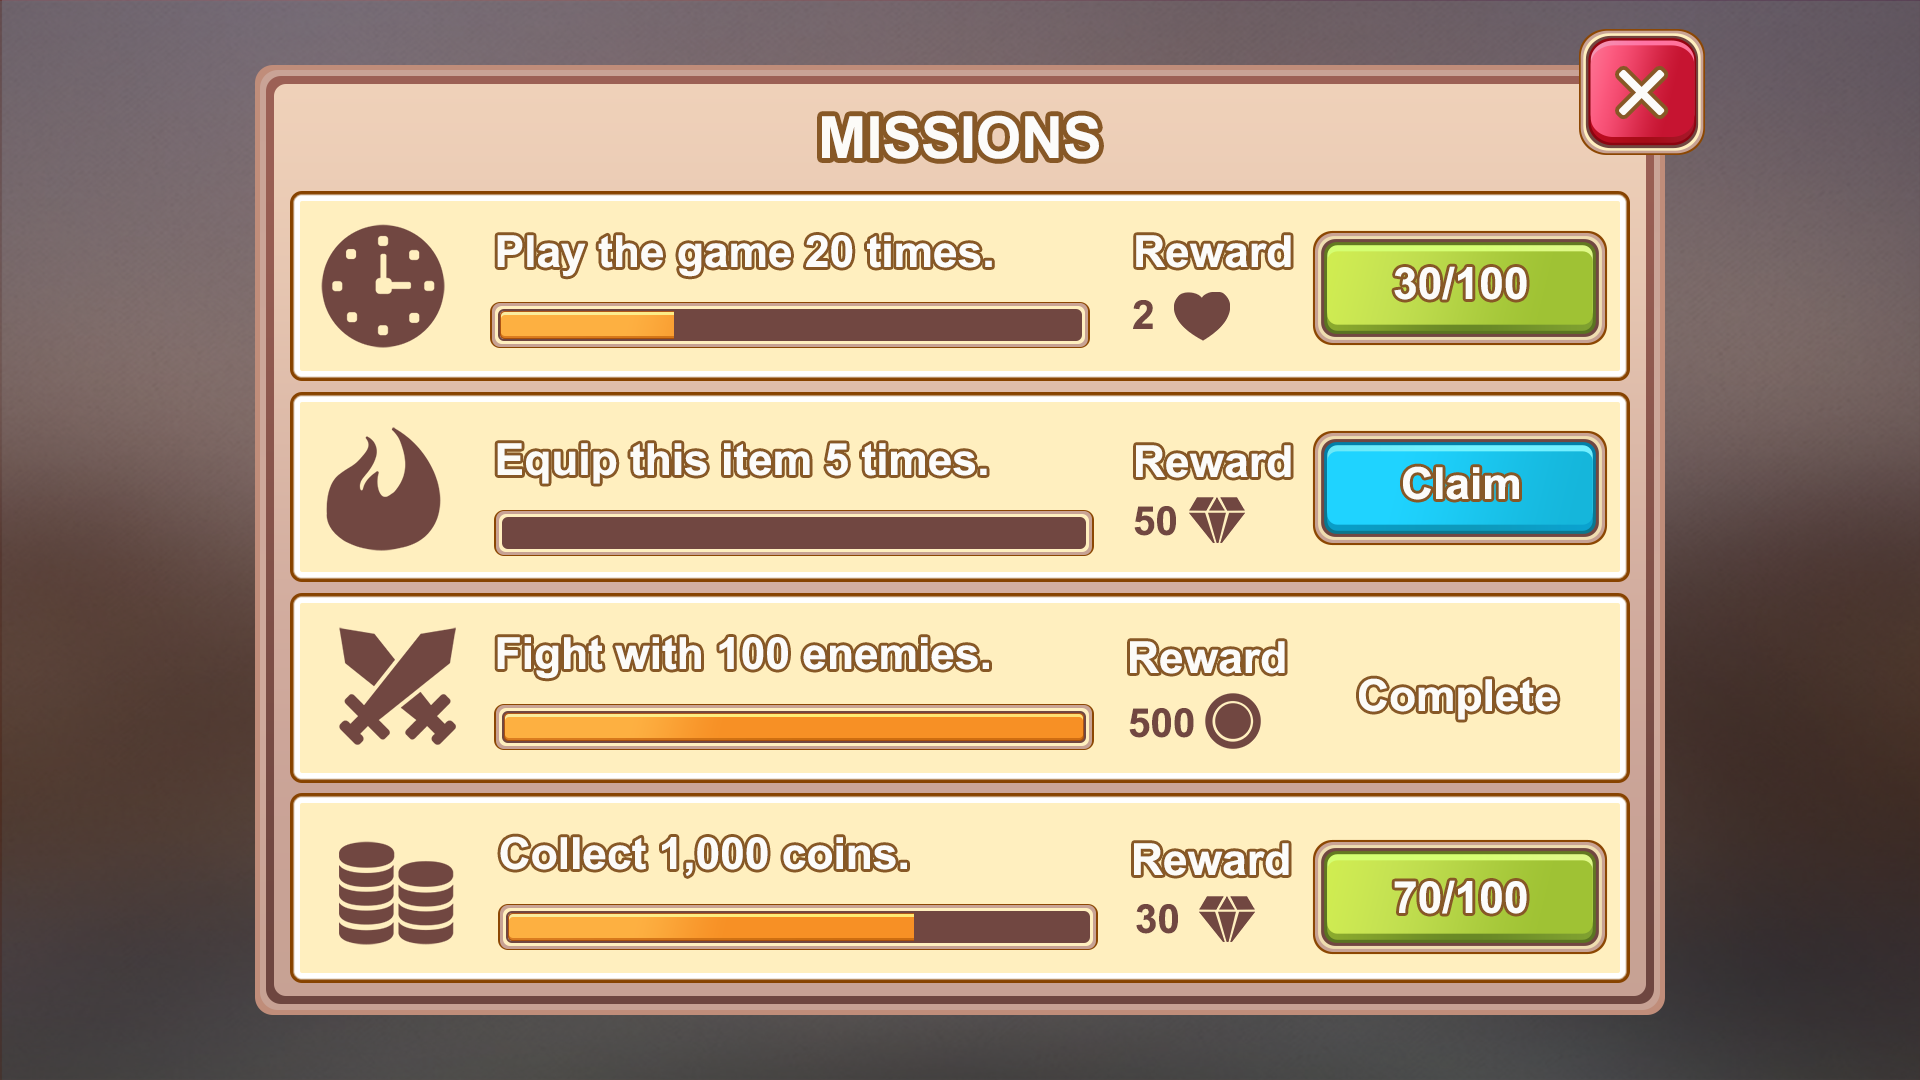 MISSIONS
Play the game 20 times.
Reward
2
30/100
Equip this item 5 times.
Reward
50
Claim
Fight with 100 enemies.
Reward
500
Complete
Collect 1,000 coins.
Reward
30
70/100